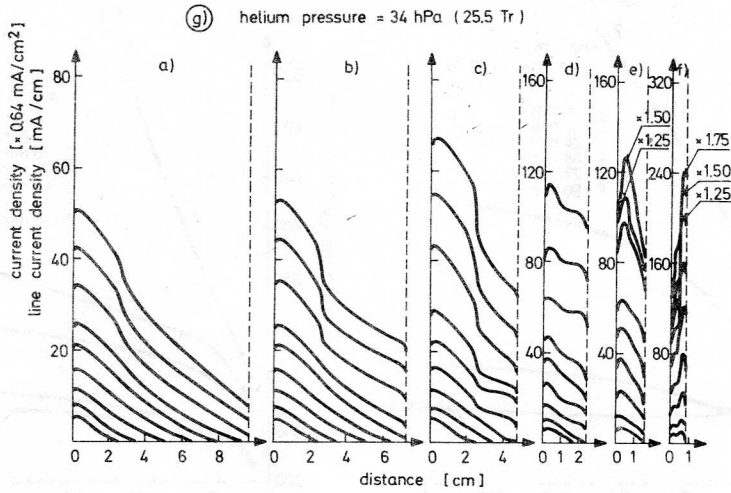 g) helium pressure = 34 hPa (25.5 Tr)
current density [×0.64 mA/cm²]
line current density [mA/cm]
a)
80
60
40
20
0 2 4 6 8
b)
0 2 4 6
c)
0 2 4
d)
160
120
80
40
0 1 2
e)
160
120
80
40
0 1
×1.50
×1.25
f)
320
240
160
80
0 1
×1.75
×1.50
×1.25
distance [cm]